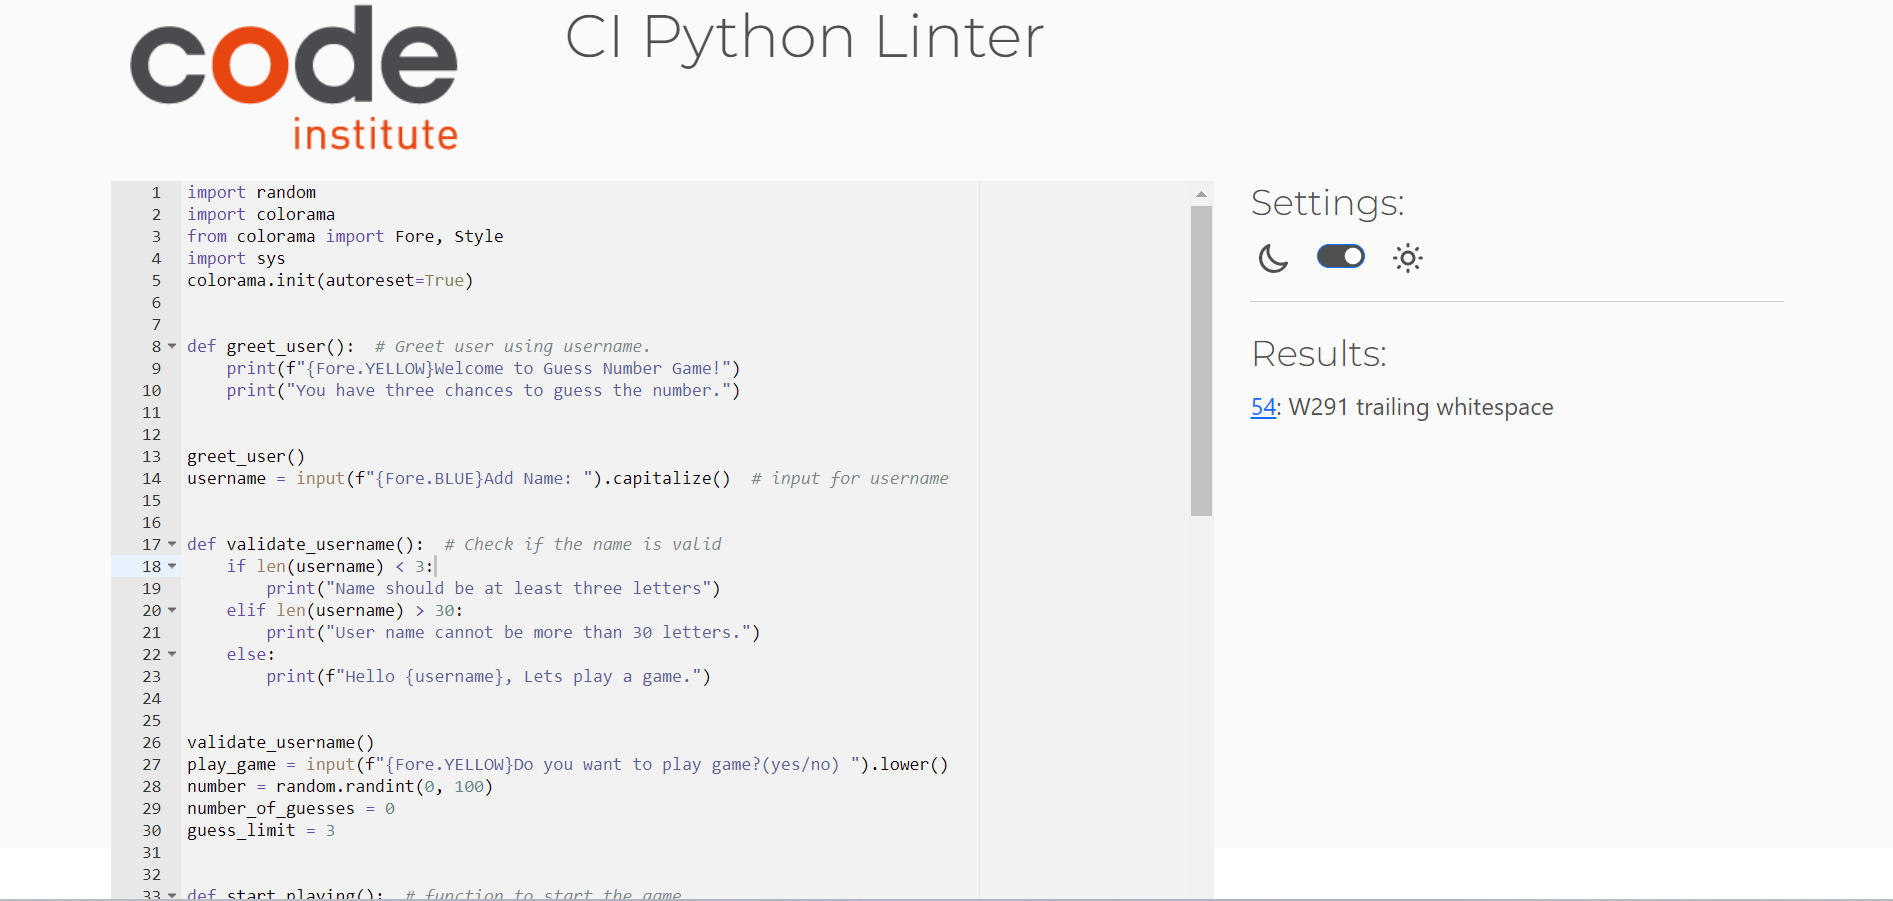 code
institute
CI Python Linter
1 import random
2 import colorama
3 from colorama import Fore, Style
4 import sys
5 colorama.init(autoreset=True)
6
7
8 def greet_user():  # Greet user using username.
9     print(f"{Fore.YELLOW}Welcome to Guess Number Game!")
10     print("You have three chances to guess the number.")
11
12
13 greet_user()
14 username = input(f"{Fore.BLUE}Add Name: ").capitalize()  # input for username
15
16
17 def validate_username():  # Check if the name is valid
18     if len(username) < 3:
19         print("Name should be at least three letters")
20     elif len(username) > 30:
21         print("User name cannot be more than 30 letters.")
22     else:
23         print(f"Hello {username}, Lets play a game.")
24
25
26 validate_username()
27 play_game = input(f"{Fore.YELLOW}Do you want to play game?(yes/no) ").lower()
28 number = random.randint(0, 100)
29 number_of_guesses = 0
30 guess_limit = 3
31
32
33 def start_playing():  # function to start the game
Settings:
Results:
54: W291 trailing whitespace